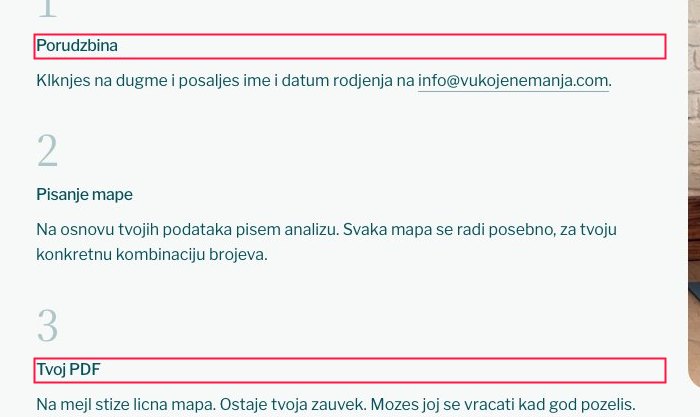 1
Porudzbina
Klknjes na dugme i posaljes ime i datum rodjenja na info@vukojenemanja.com.
2
Pisanje mape
Na osnovu tvojih podataka pisem analizu. Svaka mapa se radi posebno, za tvoju
konkretnu kombinaciju brojeva.
3
Tvoj PDF
Na mejl stize licna mapa. Ostaje tvoja zauvek. Mozes joj se vracati kad god pozelis.